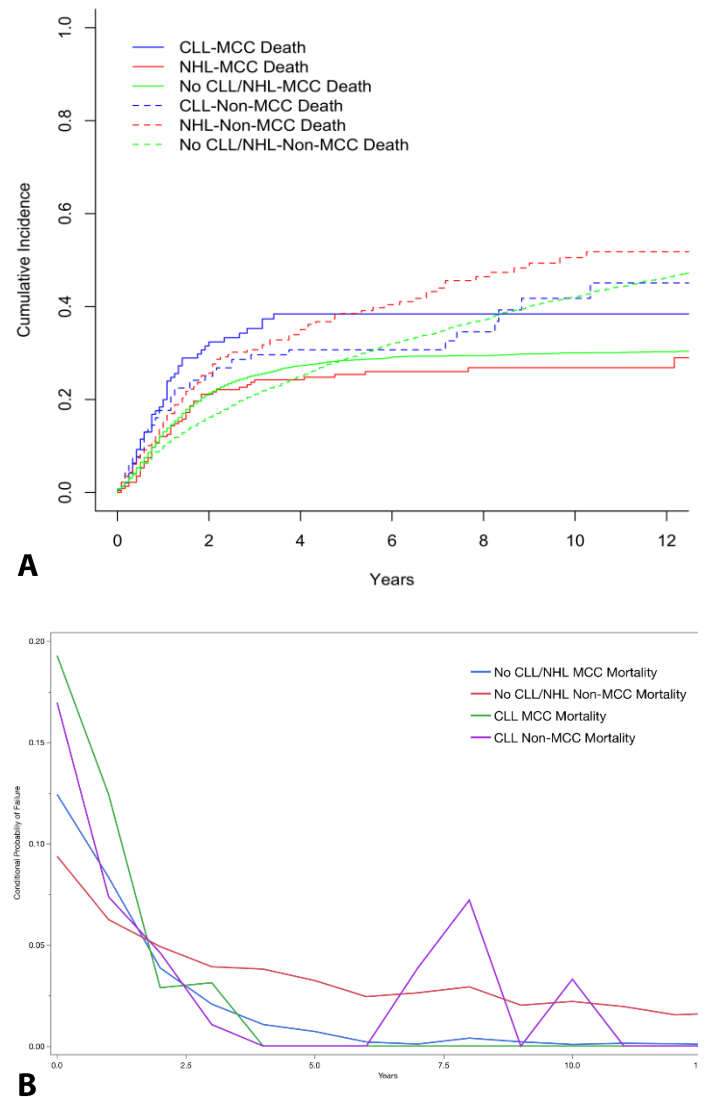 1.0
0.8
0.6
0.4
0.2
0.0
Cumulative Incidence
CLL-MCC Death
NHL-MCC Death
No CLL/NHL-MCC Death
CLL-Non-MCC Death
NHL-Non-MCC Death
No CLL/NHL-Non-MCC Death
0 2 4 6 8 10 12
Years
A
0.20
0.15
0.10
0.05
0.00
Conditional Probabiliy of Failure
No CLL/NHL MCC Mortality
No CLL/NHL Non-MCC Mortality
CLL MCC Mortality
CLL Non-MCC Mortality
0.0 2.5 5.0 7.5 10.0 1
Years
B